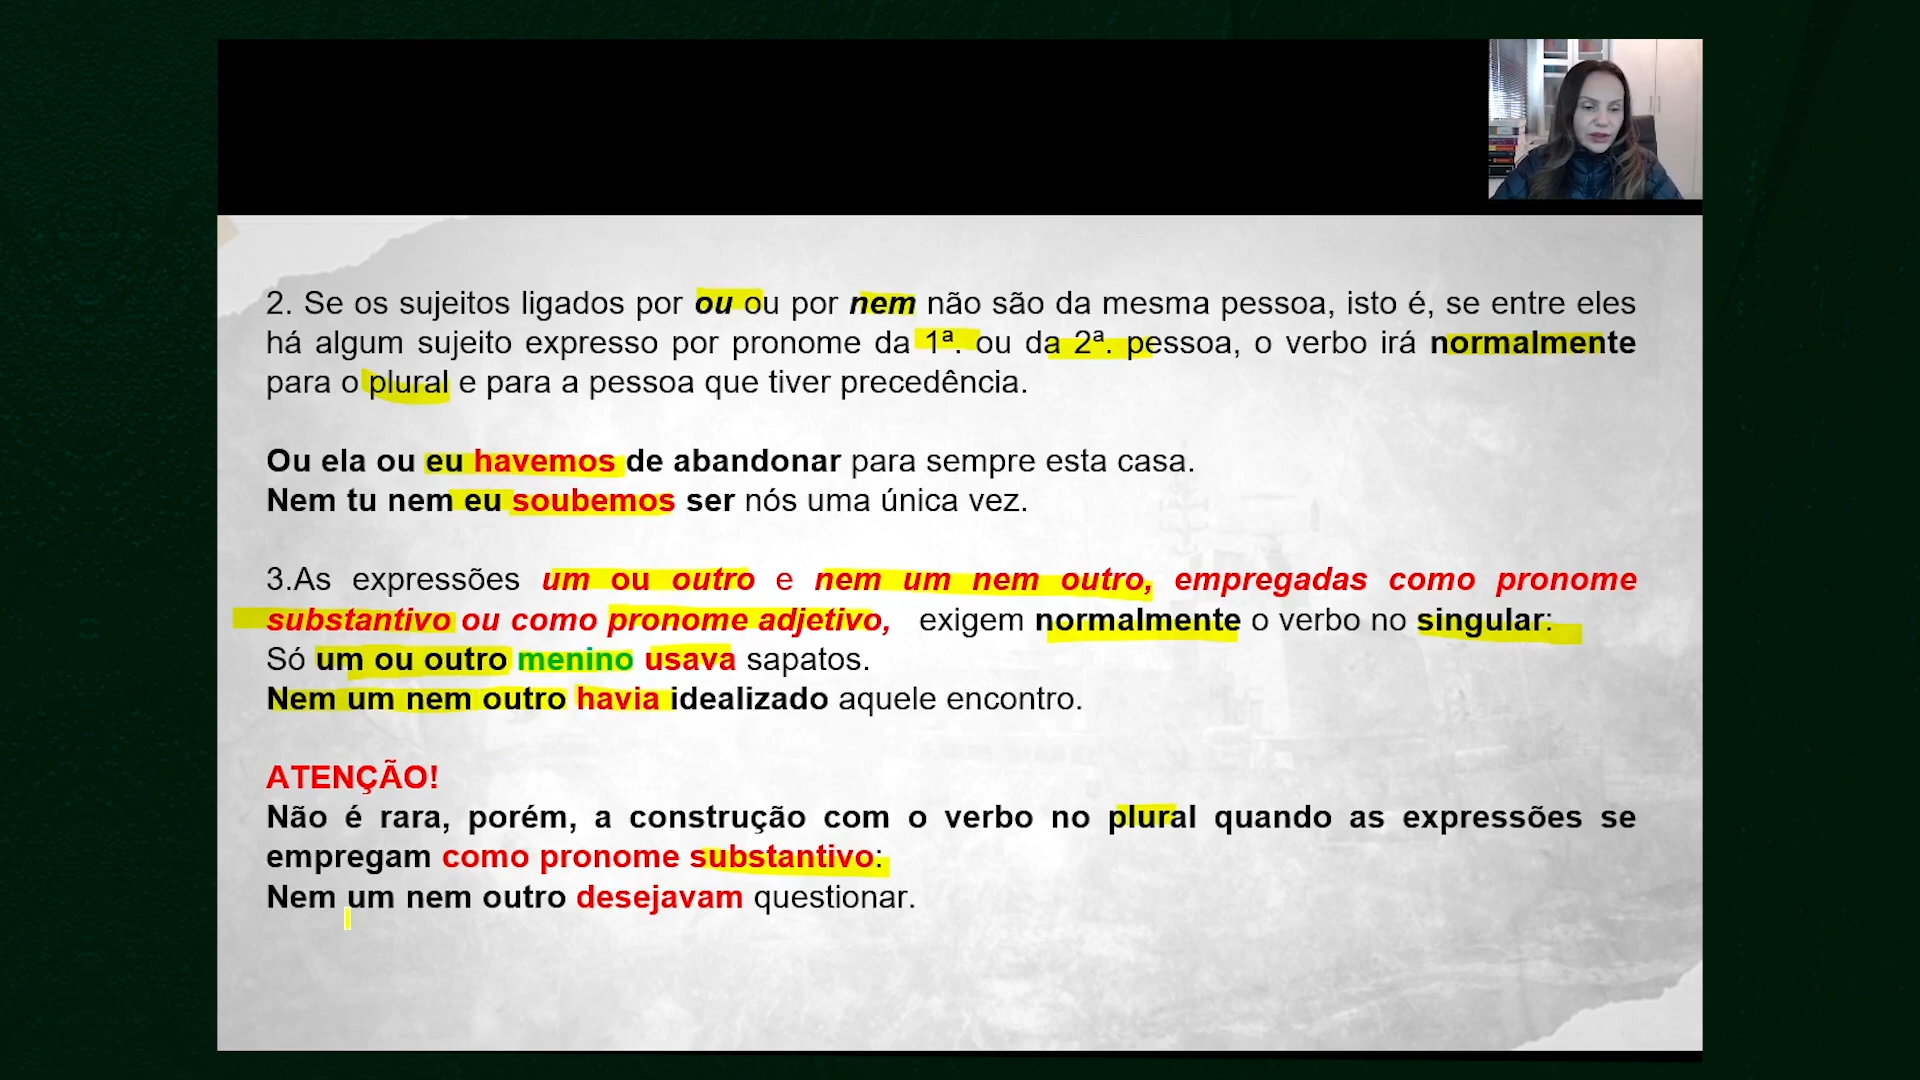 2. Se os sujeitos ligados por ou ou por nem não são da mesma pessoa, isto é, se entre eles
há algum sujeito expresso por pronome da 1ª. ou da 2ª. pessoa, o verbo irá normalmente
para o plural e para a pessoa que tiver precedência.
Ou ela ou eu havemos de abandonar para sempre esta casa.
Nem tu nem eu soubemos ser nós uma única vez.
3.As expressões um ou outro e nem um nem outro, empregadas como pronome
substantivo ou como pronome adjetivo, exigem normalmente o verbo no singular:
Só um ou outro menino usava sapatos.
Nem um nem outro havia idealizado aquele encontro.
ATENÇÃO!
Não é rara, porém, a construção com o verbo no plural quando as expressões se
empregam como pronome substantivo:
Nem um nem outro desejavam questionar.